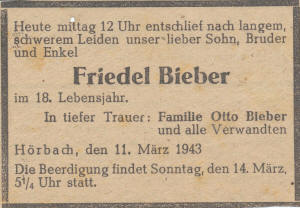 Heute mittag 12 Uhr entschlief nach langem,
schwerem Leiden unser lieber Sohn, Bruder
und Enkel
Friedel Bieber
im 18. Lebensjahr.
In tiefer Trauer: Familie Otto Bieber
und alle Verwandten
Hörbach, den 11. März 1943
Die Beerdigung findet Sonntag, den 14. März,
5¼ Uhr statt.